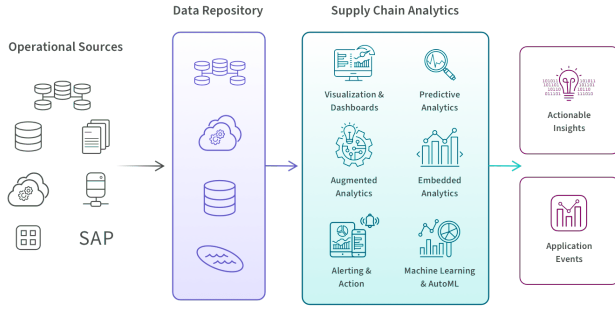 Data Repository
Supply Chain Analytics
Operational Sources
Visualization &
Dashboards
Predictive
Analytics
Augmented
Analytics
Embedded
Analytics
Alerting &
Action
Machine Learning
& AutoML
SAP
Actionable
Insights
Application
Events